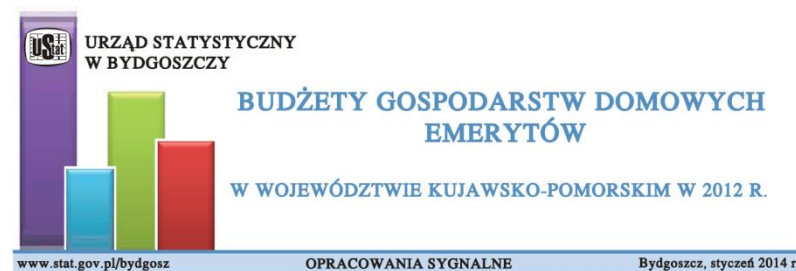 UStat
URZĄD STATYSTYCZNY
W BYDGOSZCZY
BUDŻETY GOSPODARSTW DOMOWYCH
EMERYTÓW
W WOJEWÓDZTWIE KUJAWSKO-POMORSKIM W 2012 R.
www.stat.gov.pl/bydgosz OPRACOWANIA SYGNALNE Bydgoszcz, styczeń 2014 r